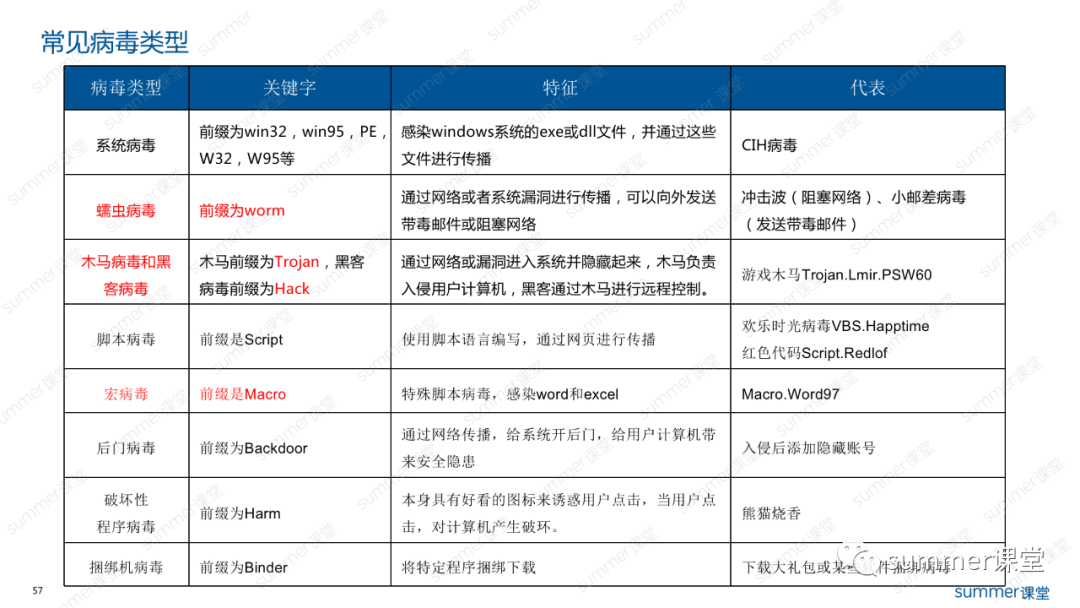 常见病毒类型
病毒类型 关键字 特征 代表
系统病毒
前缀为win32，win95，PE，
W32，W95等
感染windows系统的exe或dll文件，并通过这些
文件进行传播
CIH病毒
蠕虫病毒
前缀为worm
通过网络或者系统漏洞进行传播，可以向外发送
带毒邮件或阻塞网络
冲击波（阻塞网络）、小邮差病毒
（发送带毒邮件）
木马病毒和黑
客病毒
木马前缀为Trojan，黑客
病毒前缀为Hack
通过网络或漏洞进入系统并隐藏起来，木马负责
入侵用户计算机，黑客通过木马进行远程控制。
游戏木马Trojan.Lmir.PSW60
脚本病毒
前缀是Script
使用脚本语言编写，通过网页进行传播
欢乐时光病毒VBS.Happtime
红色代码Script.Redlof
宏病毒
前缀是Macro
特殊脚本病毒，感染word和excel
Macro.Word97
后门病毒
前缀为Backdoor
通过网络传播，给系统开后门，给用户计算机带
来安全隐患
入侵后添加隐藏账号
破坏性
程序病毒
前缀为Harm
本身具有好看的图标来诱惑用户点击，当用户点
击，对计算机产生破坏。
熊猫烧香
捆绑机病毒
前缀为Binder
将特定程序捆绑下载
下载大礼包或某些 件捆绑病毒
summer课堂
57
summer课堂